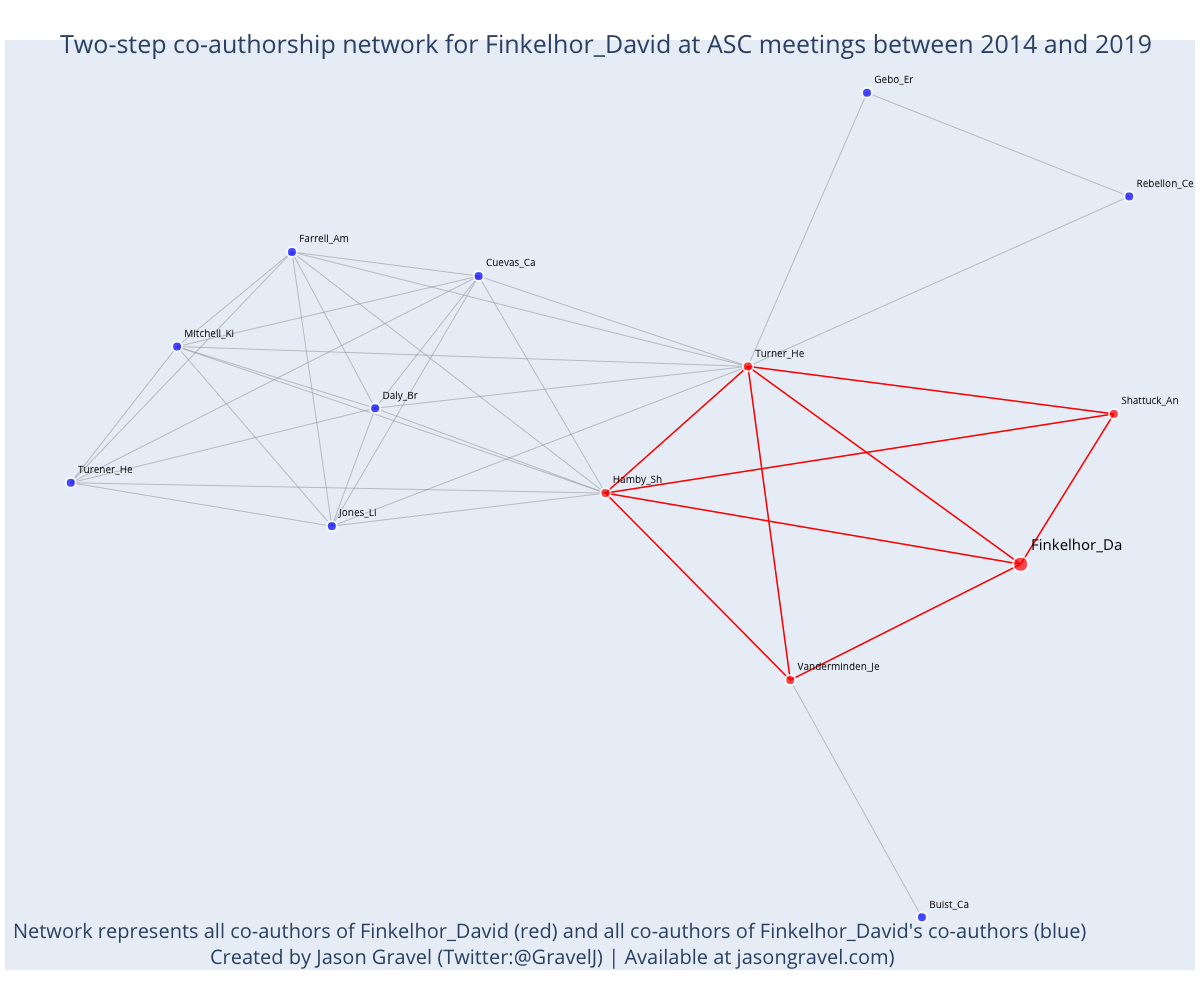 Two-step co-authorship network for Finkelhor_David at ASC meetings between 2014 and 2019
Gebo_Er
Rebellon_Ce
Farrell_Am
Cuevas_Ca
Mitchell_Ki
Turner_He
Daly_Br
Shattuck_An
Turener_He
Hamby_Sh
Jones_Li
Finkelhor_Da
Vanderminden_Je
Buist_Ca
Network represents all co-authors of Finkelhor_David (red) and all co-authors of Finkelhor_David's co-authors (blue)
Created by Jason Gravel (Twitter:@GravelJ) | Available at jasongravel.com)